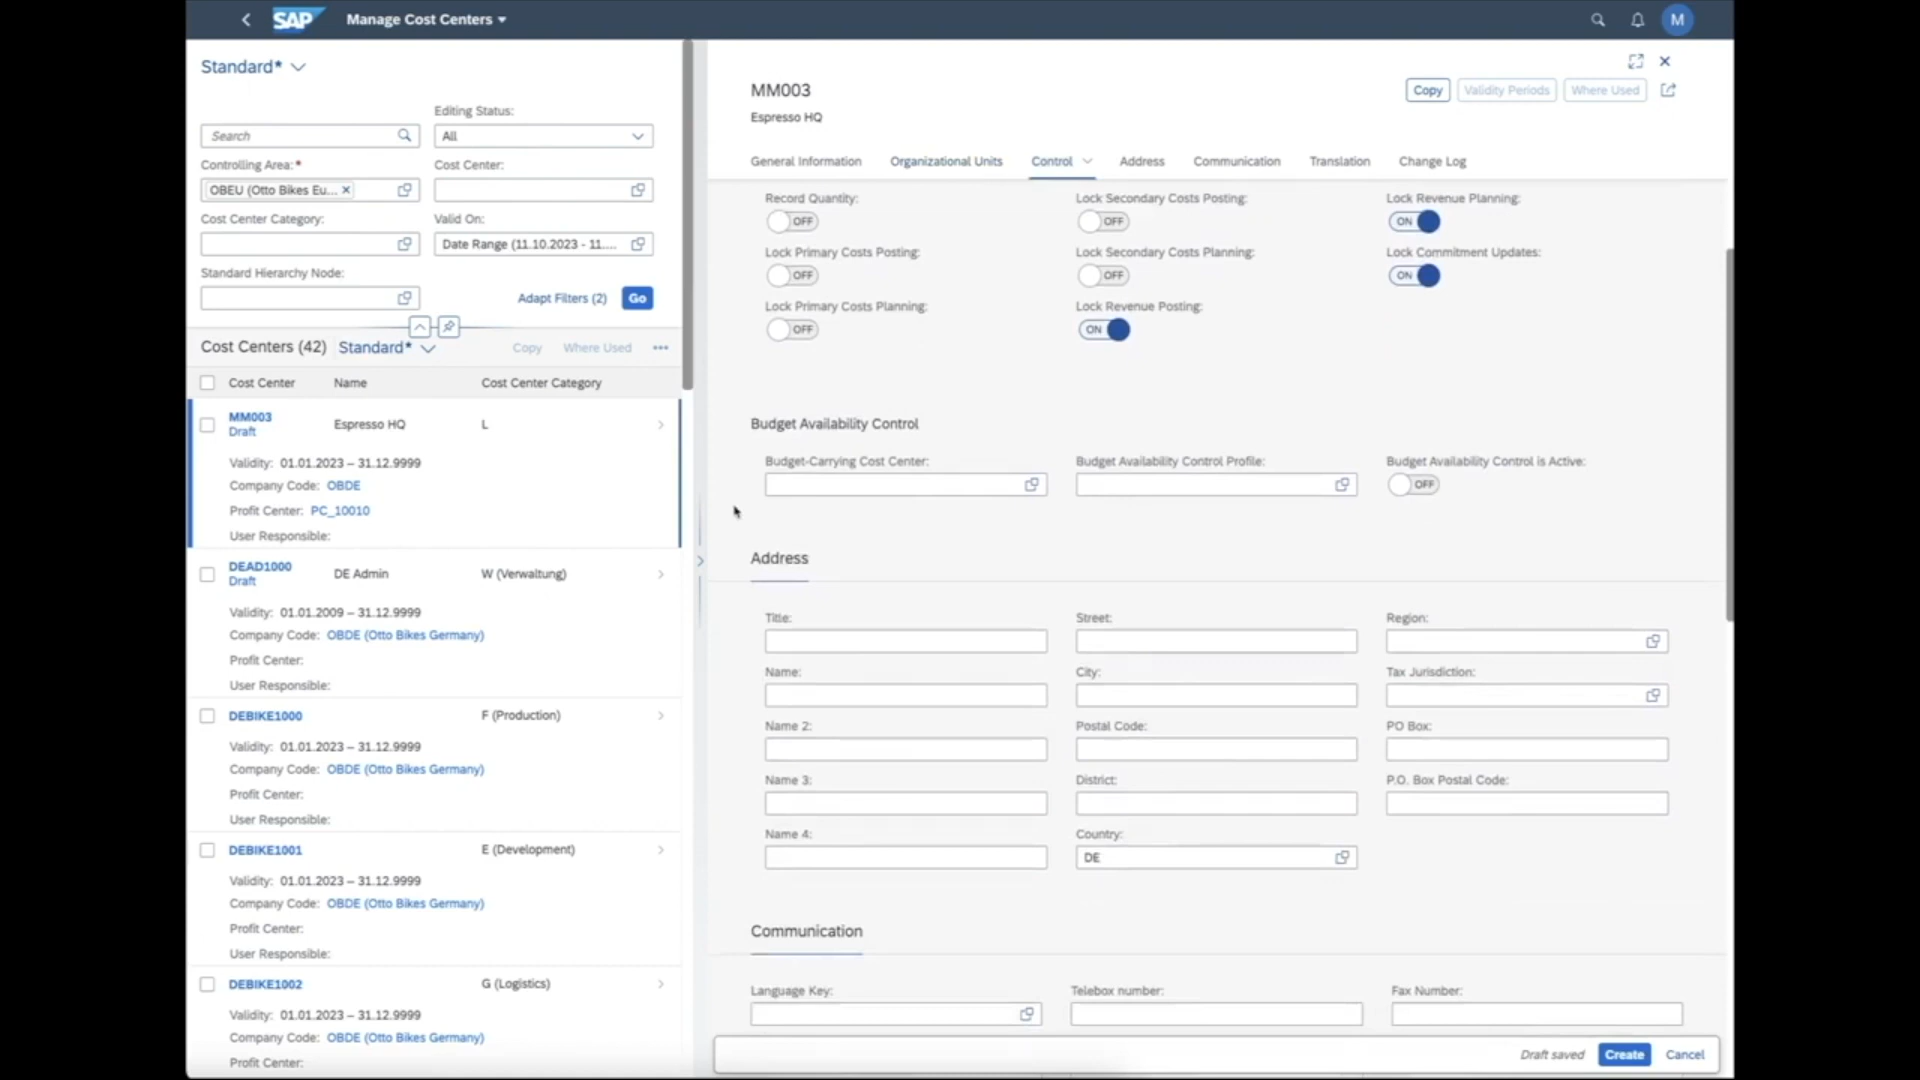 SAP Manage Cost Centers
M
Standard*
Editing Status:
Search
All
Controlling Area:*
Cost Center:
OBEU (Otto Bikes Eu...
Cost Center Category:
Valid On:
Date Range (11.10.2023 - 11....
Standard Hierarchy Node:
Adapt Filters (2)
Go
Cost Centers (42) Standard* Copy Where Used
Cost Center Name Cost Center Category
MM003 Espresso HQ L
Draft
Validity: 01.01.2023 – 31.12.9999
Company Code: OBDE
Profit Center: PC_10010
User Responsible:
DEAD1000 DE Admin W (Verwaltung)
Draft
Validity: 01.01.2009 – 31.12.9999
Company Code: OBDE (Otto Bikes Germany)
Profit Center:
User Responsible:
DEBIKE1000 F (Production)
Validity: 01.01.2023 – 31.12.9999
Company Code: OBDE (Otto Bikes Germany)
Profit Center:
User Responsible:
DEBIKE1001 E (Development)
Validity: 01.01.2023 – 31.12.9999
Company Code: OBDE (Otto Bikes Germany)
Profit Center:
User Responsible:
DEBIKE1002 G (Logistics)
Validity: 01.01.2023 – 31.12.9999
Company Code: OBDE (Otto Bikes Germany)
Profit Center:
MM003
Copy Validity Periods Where Used
Espresso HQ
General Information Organizational Units Control Address Communication Translation Change Log
Record Quantity: Lock Secondary Costs Posting: Lock Revenue Planning:
OFF OFF ON
Lock Primary Costs Posting: Lock Secondary Costs Planning: Lock Commitment Updates:
OFF OFF ON
Lock Primary Costs Planning: Lock Revenue Posting:
OFF ON
Budget Availability Control
Budget-Carrying Cost Center: Budget Availability Control Profile: Budget Availability Control is Active:
OFF
Address
Title: Street: Region:
Name: City: Tax Jurisdiction:
Name 2: Postal Code: PO Box:
Name 3: District: P.O. Box Postal Code:
Name 4: Country:
DE
Communication
Language Key: Telebox number: Fax Number:
Draft saved Create Cancel